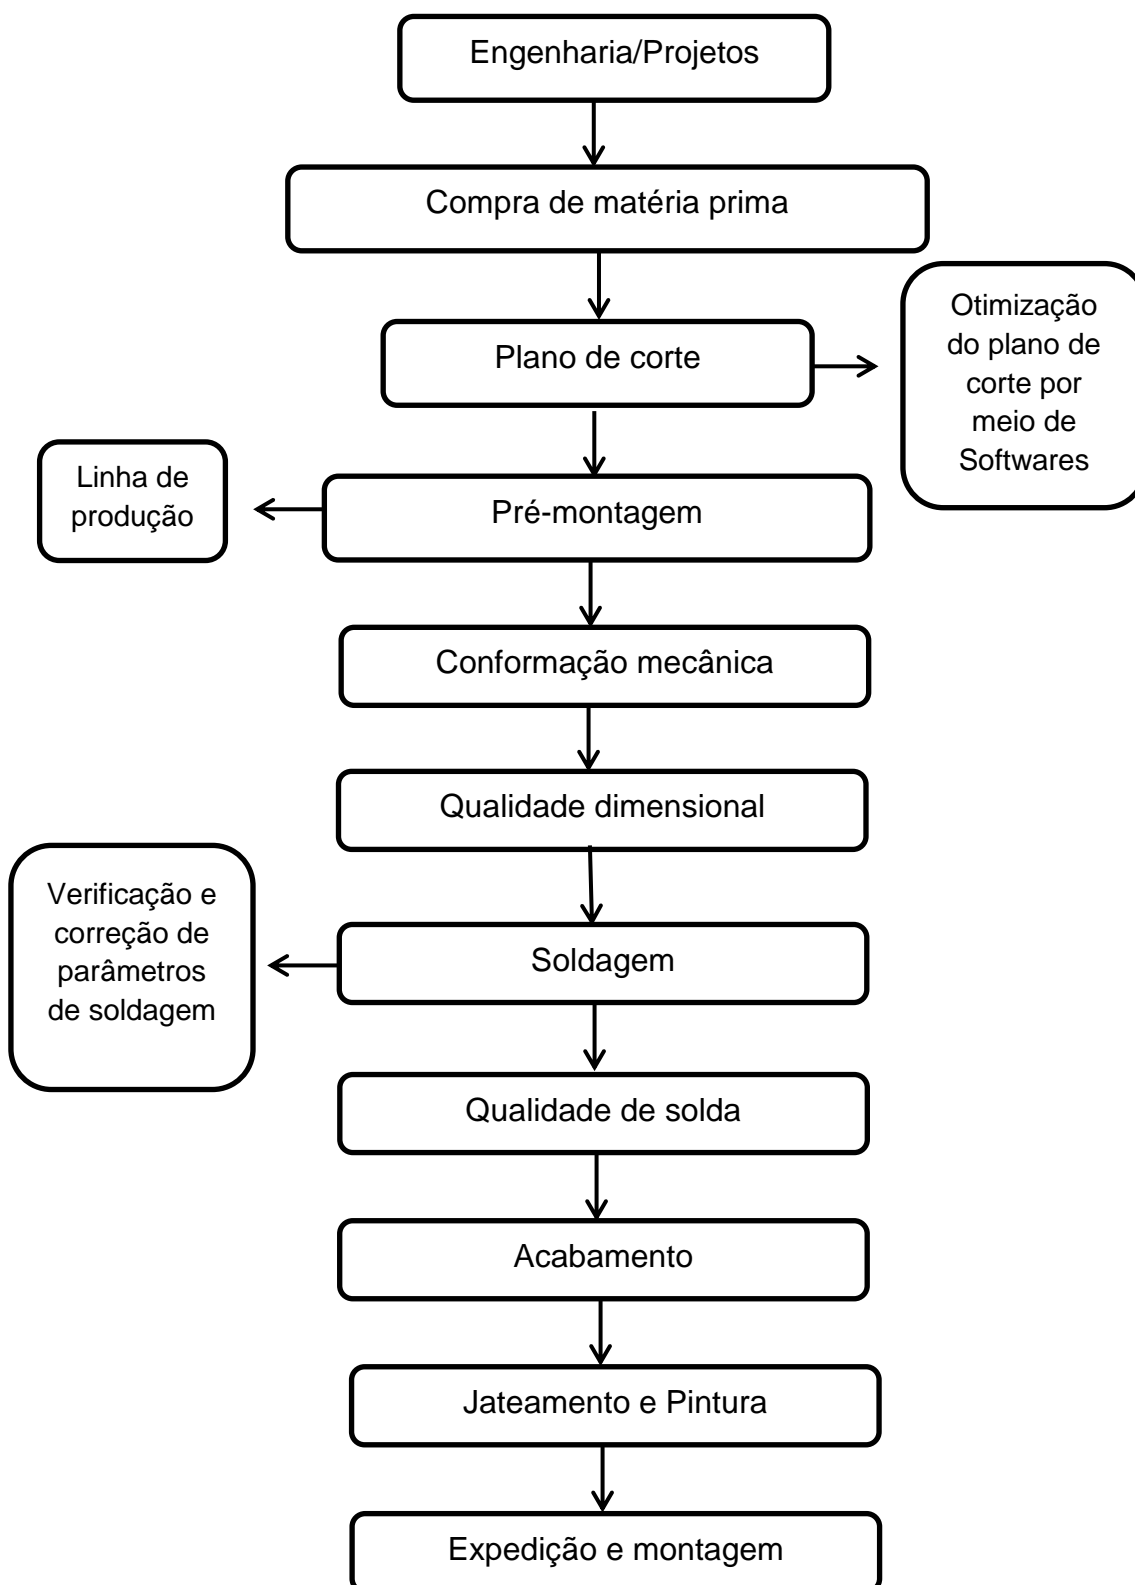 Engenharia/Projetos
Compra de matéria prima
Otimização
do plano de
corte por
meio de
Softwares
Plano de corte
Linha de
produção
Pré-montagem
Conformação mecânica
Qualidade dimensional
Verificação e
correção de
parâmetros
de soldagem
Soldagem
Qualidade de solda
Acabamento
Jateamento e Pintura
Expedição e montagem